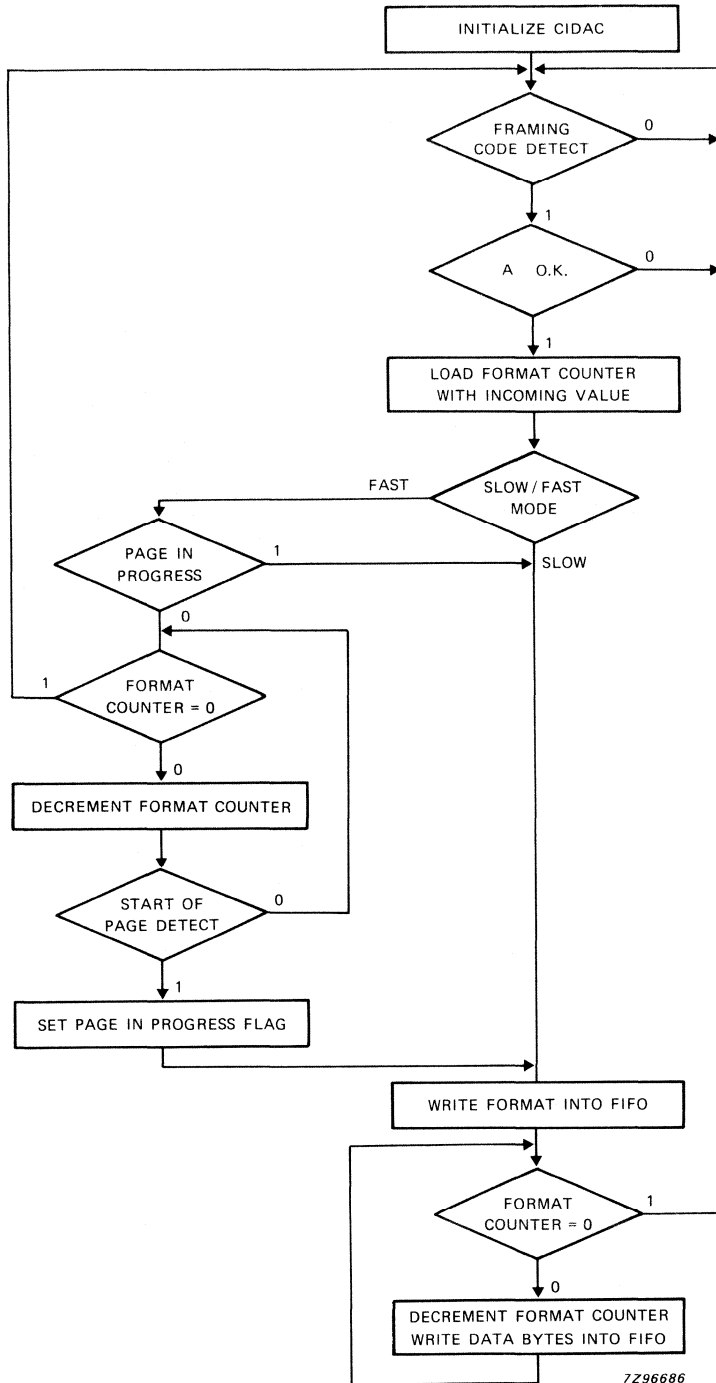 INITIALIZE CIDAC
FRAMING
CODE DETECT
0
1
A O.K.
0
1
LOAD FORMAT COUNTER
WITH INCOMING VALUE
SLOW / FAST
MODE
FAST
SLOW
PAGE IN
PROGRESS
1
0
FORMAT
COUNTER = 0
1
0
DECREMENT FORMAT COUNTER
START OF
PAGE DETECT
0
1
SET PAGE IN PROGRESS FLAG
WRITE FORMAT INTO FIFO
FORMAT
COUNTER = 0
1
0
DECREMENT FORMAT COUNTER
WRITE DATA BYTES INTO FIFO
7Z96686